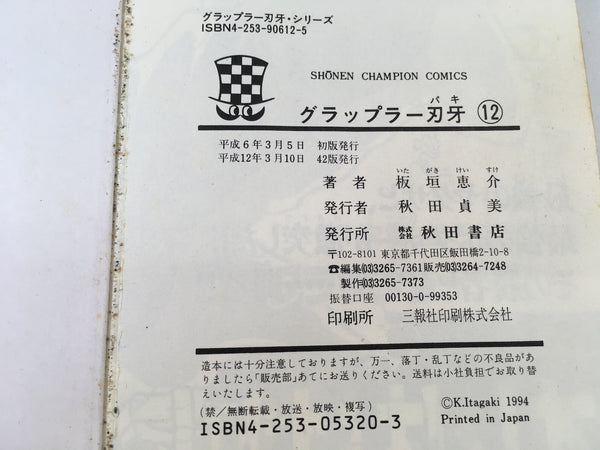 グラップラー刃牙・シリーズ
ISBN4-253-90612-5
SHŌNEN CHAMPION COMICS
バキ
グラップラー刃牙 ⑫
平成6年3月5日 初版発行
平成12年3月10日 42版発行
いた がき けい すけ
著者 板垣恵介
発行者 秋田貞美
発行所 株式会社 秋田書店
〒102-8101 東京都千代田区飯田橋2-10-8
☎編集(03)3265-7361販売(03)3264-7248
製作(03)3265-7373
振替口座 00130-0-99353
印刷所 三報社印刷株式会社
造本には十分注意しておりますが、万一、落丁・乱丁などの不良品が
ありましたら「販売部」あてにお送りください。送料は小社負担でお取り替
えいたします。
(禁/無断転載・放送・放映・複写)
ISBN4-253-05320-3
©K.Itagaki 1994
Printed in Japan